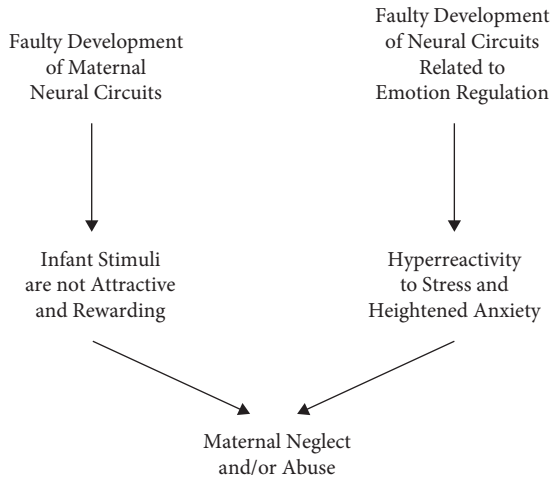 Faulty Development
of Maternal
Neural Circuits
Faulty Development
of Neural Circuits
Related to
Emotion Regulation
Infant Stimuli
are not Attractive
and Rewarding
Hyperreactivity
to Stress and
Heightened Anxiety
Maternal Neglect
and/or Abuse